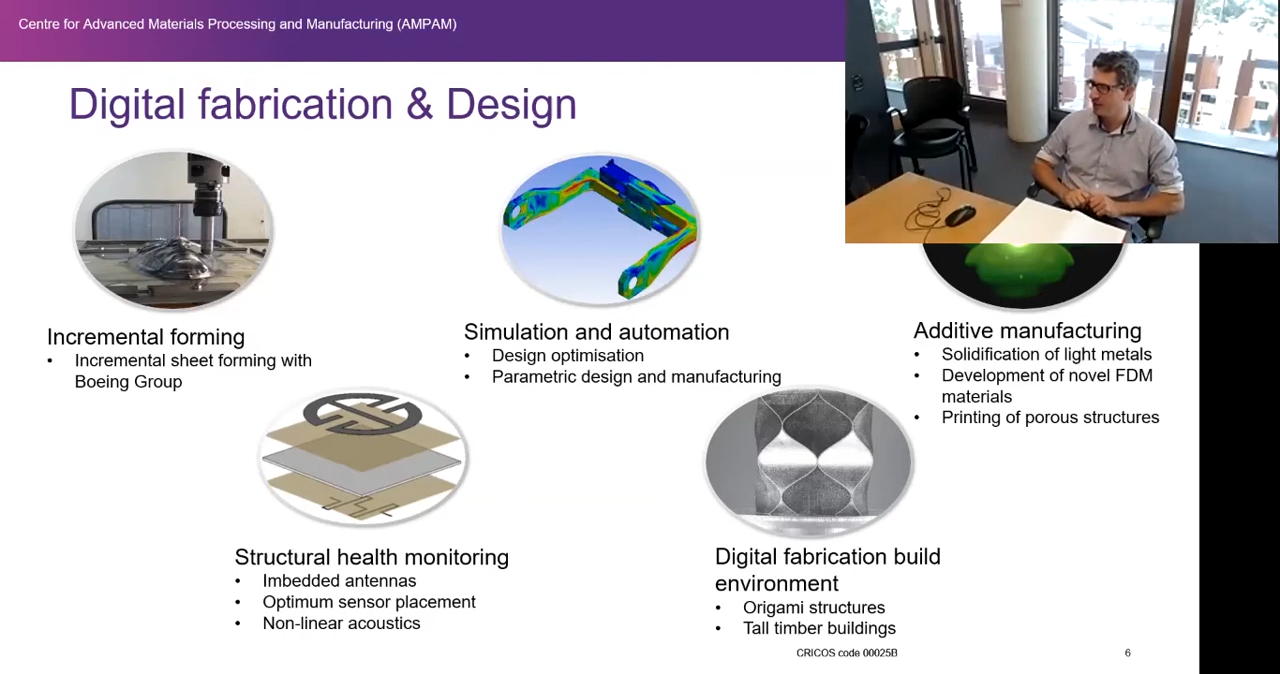 Centre for Advanced Materials Processing and Manufacturing (AMPAM)
Digital fabrication & Design
Incremental forming
• Incremental sheet forming with
Boeing Group
Simulation and automation
• Design optimisation
• Parametric design and manufacturing
Additive manufacturing
• Solidification of light metals
• Development of novel FDM
materials
• Printing of porous structures
Structural health monitoring
• Imbedded antennas
• Optimum sensor placement
• Non-linear acoustics
Digital fabrication build
environment
• Origami structures
• Tall timber buildings
CRICOS code 00025B
6